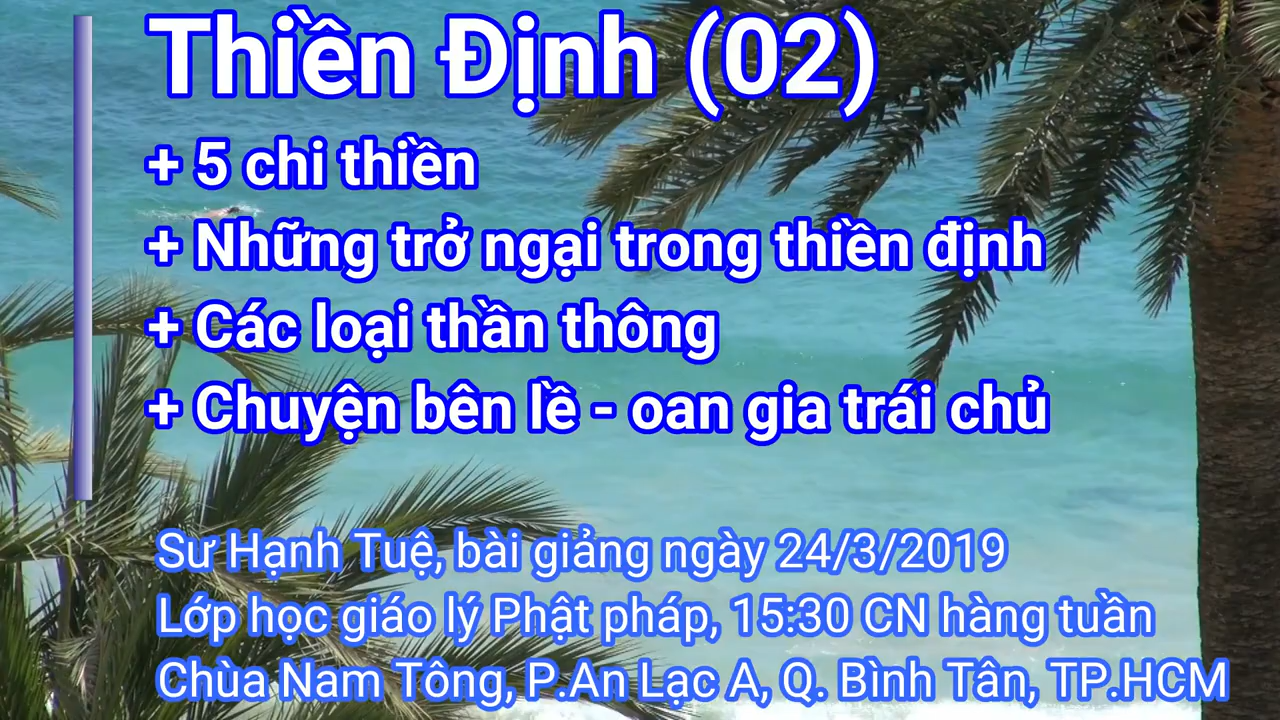 Thiền Định (02)
+ 5 chi thiền
+ Những trở ngại trong thiền định
+ Các loại thần thông
+ Chuyện bên lề - oan gia trái chủ
Sư Hạnh Tuệ, bài giảng ngày 24/3/2019
Lớp học giáo lý Phật pháp, 15:30 CN hàng tuần
Chùa Nam Tông, P.An Lạc A, Q. Bình Tân, TP.HCM